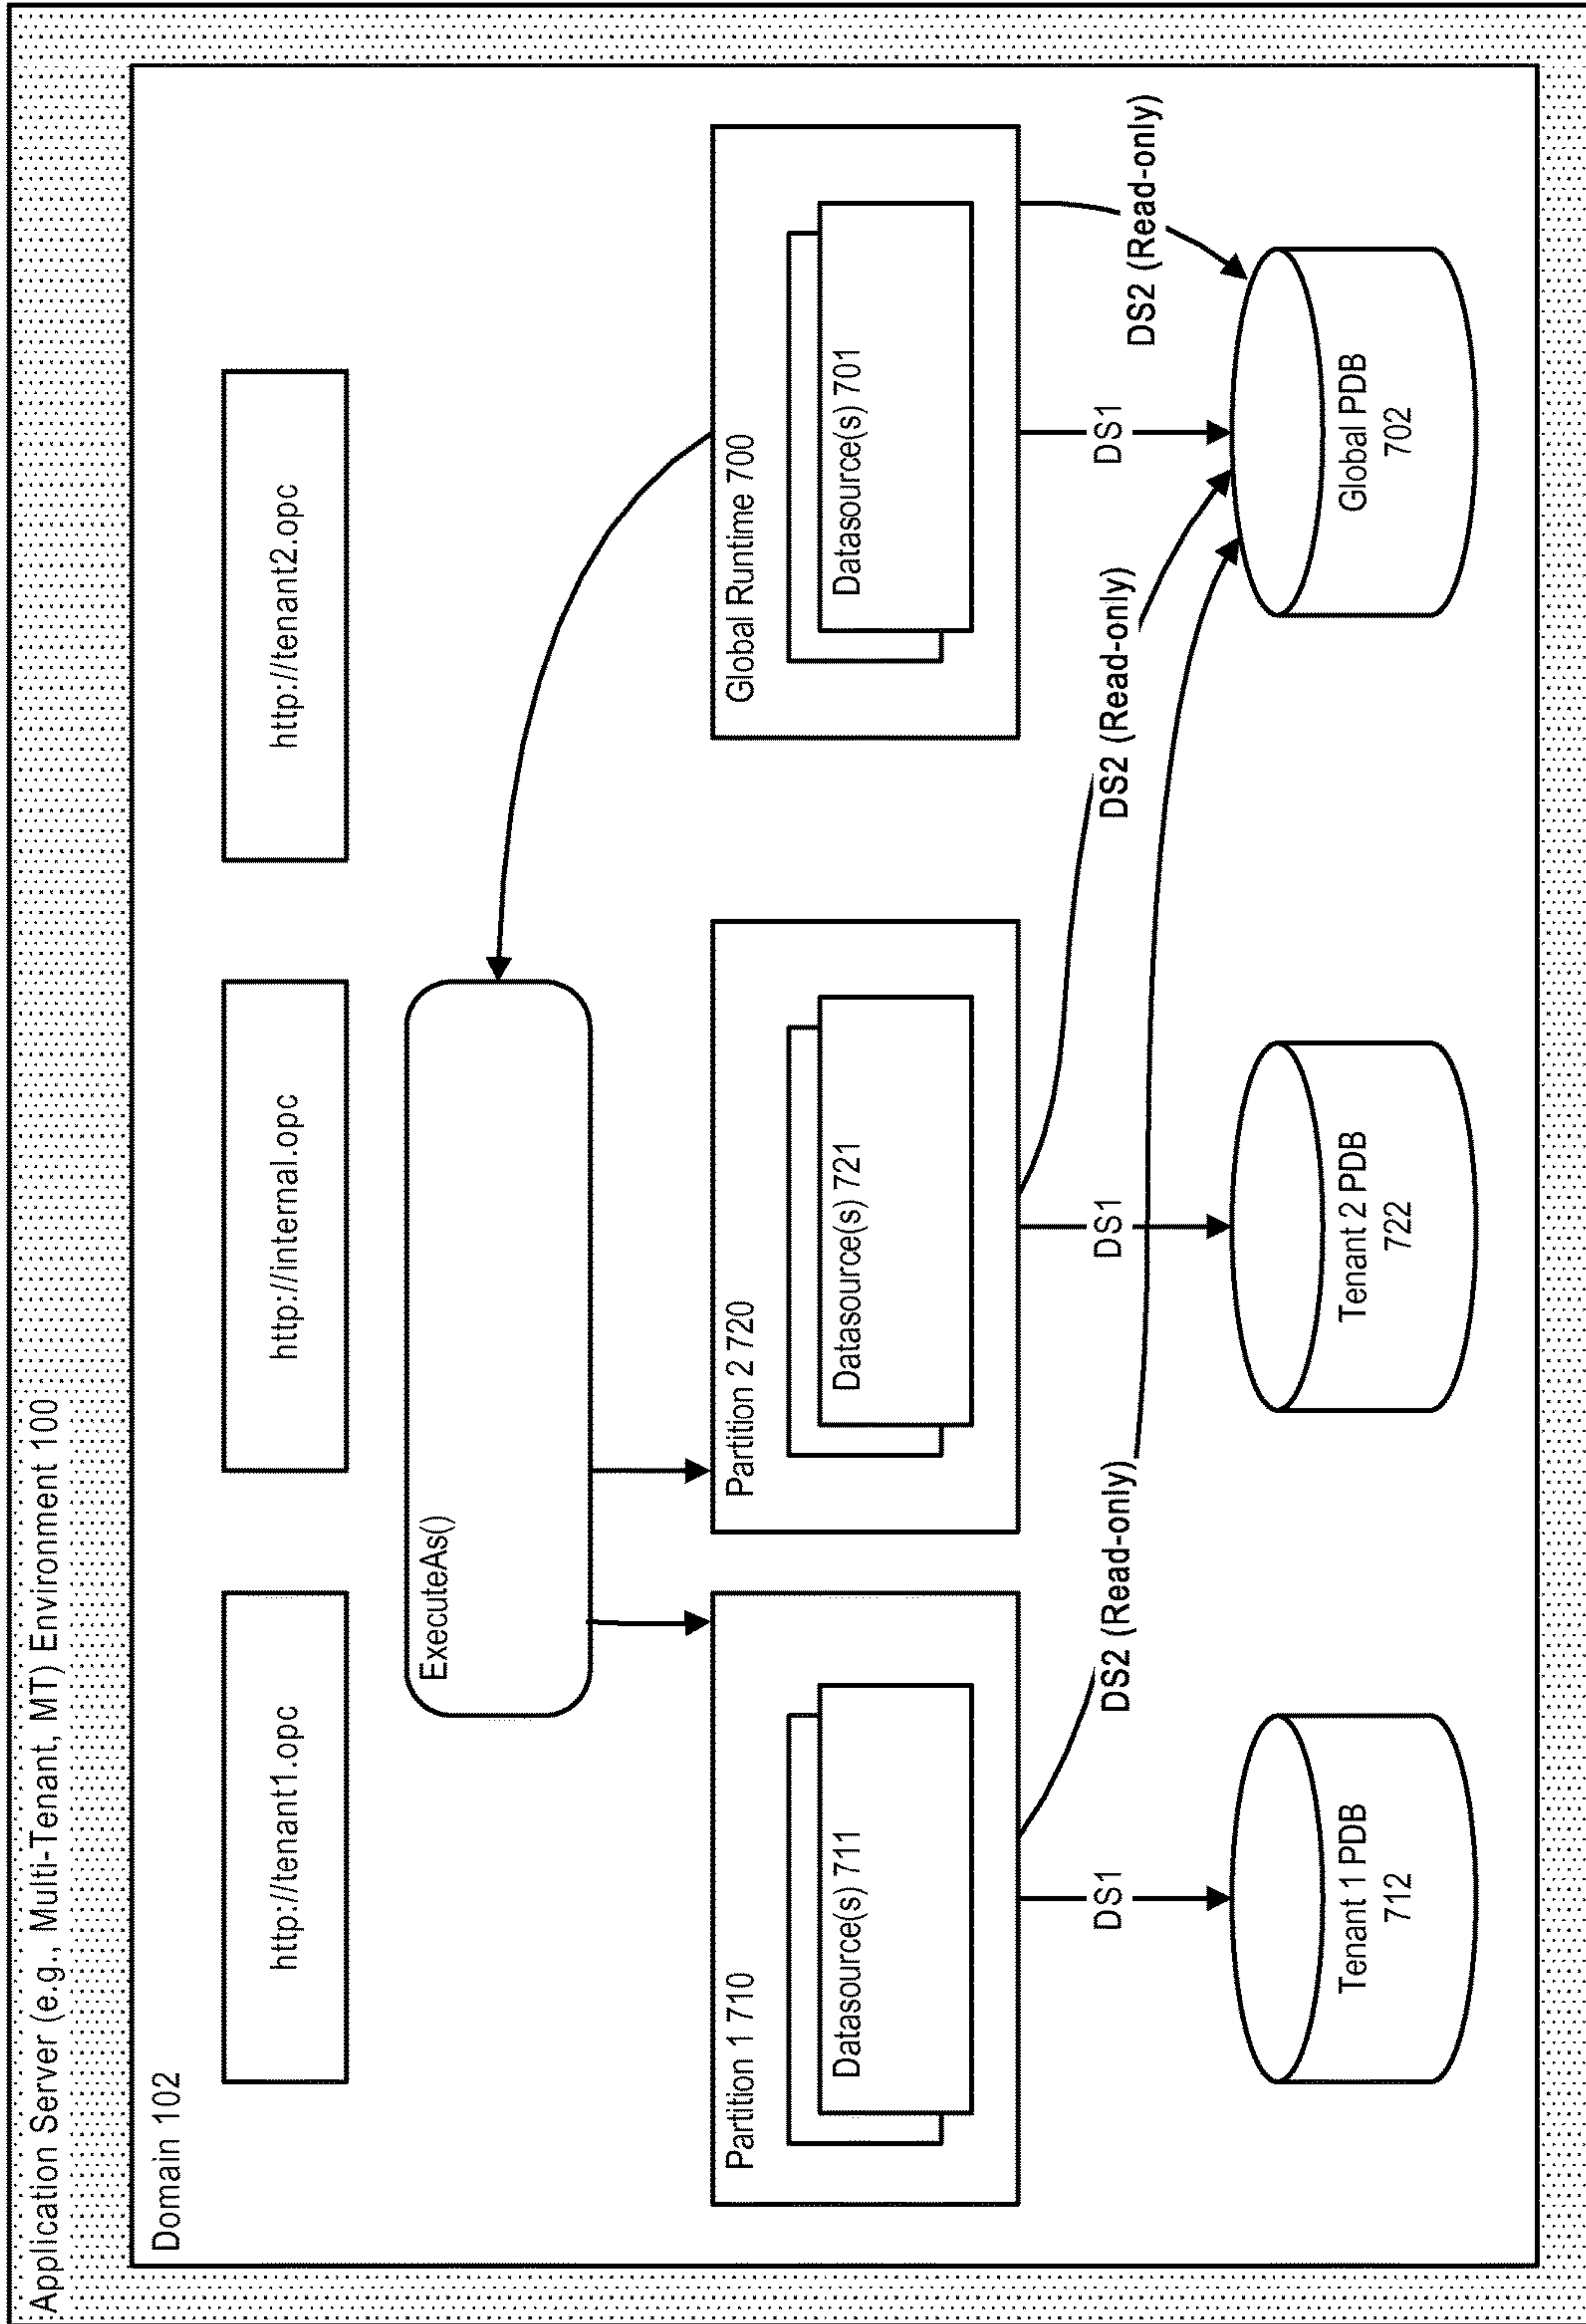 Application Server (e.g., Multi-Tenant, MT) Environment 100
Domain 102
http://tenant1.opc
http://internal.opc
http://tenant2.opc
ExecuteAs()
Partition 1 710
Datasource(s) 711
Partition 2 720
Datasource(s) 721
Global Runtime 700
Datasource(s) 701
DS1
DS2 (Read-only)
DS1
DS2 (Read-only)
DS1
DS2 (Read-only)
Tenant 1 PDB
712
Tenant 2 PDB
722
Global PDB
702